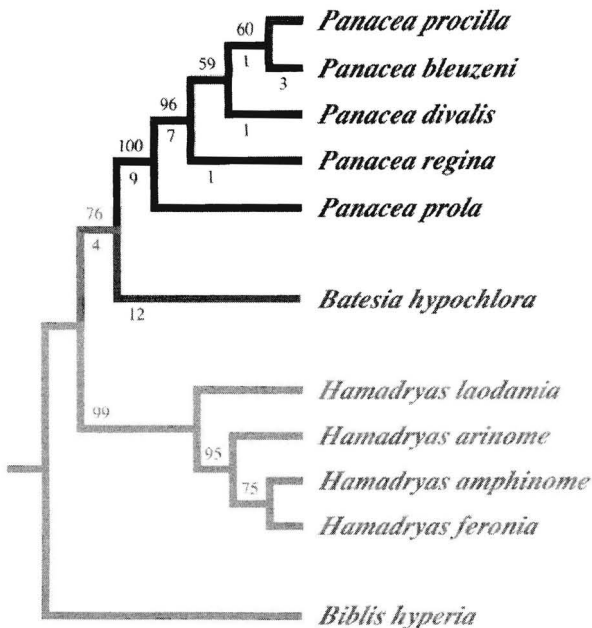 60 Panacea procilla
59 1 Panacea bleuzeni
3
96 Panacea divalis
7 1
100 Panacea regina
9 1
Panacea prola
76
4
Batesia hypochlora
12
Hamadryas laodamia
99
Hamadryas arinome
95
75 Hamadryas amphinome
Hamadryas feronia
Biblis hyperia